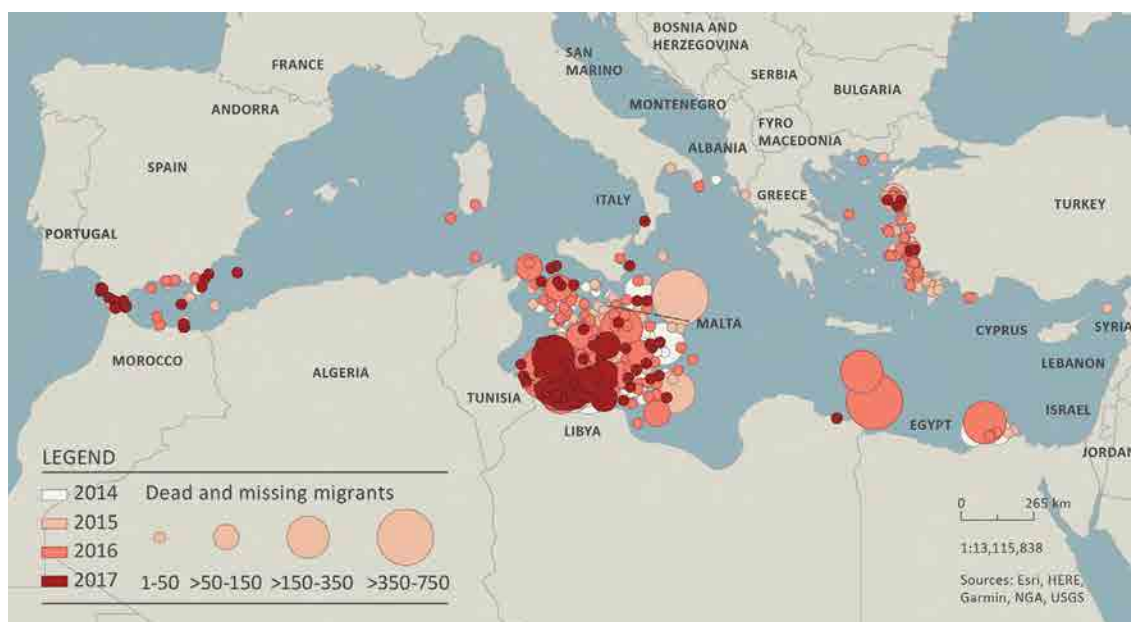 BOSNIA AND
HERZEGOVINA
FRANCE
SAN
MARINO
SERBIA
BULGARIA
ANDORRA
MONTENEGRO
FYRO
MACEDONIA
ALBANIA
SPAIN
ITALY
GREECE
TURKEY
PORTUGAL
MALTA
CYPRUS
SYRIA
MOROCCO
LEBANON
ALGERIA
TUNISIA
ISRAEL
LIBYA
EGYPT
JORDAN
LEGEND
2014
2015
2016
2017
Dead and missing migrants
1-50 >50-150 >150-350 >350-750
0 265 km
1:13,115,838
Sources: Esri, HERE,
Garmin, NGA, USGS